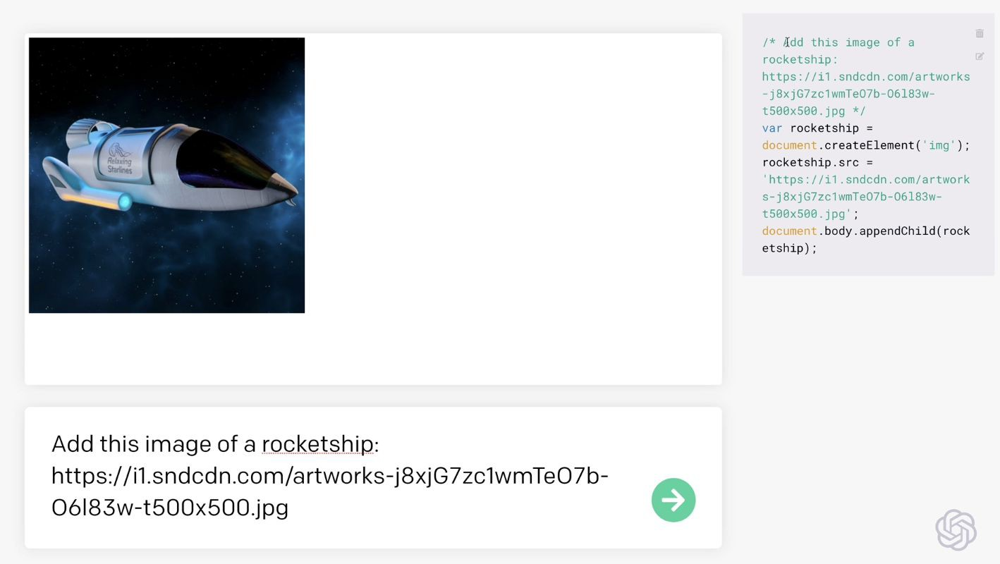 Relaxing
Starlines
Add this image of a rocketship:
https://i1.sndcdn.com/artworks-j8xjG7zc1wmTeO7b-
O6l83w-t500x500.jpg
/* Add this image of a
rocketship:
https://i1.sndcdn.com/artworks
-j8xjG7zc1wmTeO7b-O6l83w-
t500x500.jpg */
var rocketship =
document.createElement('img');
rocketship.src =
'https://i1.sndcdn.com/artwork
s-j8xjG7zc1wmTeO7b-O6l83w-
t500x500.jpg';
document.body.appendChild(rock
etship);